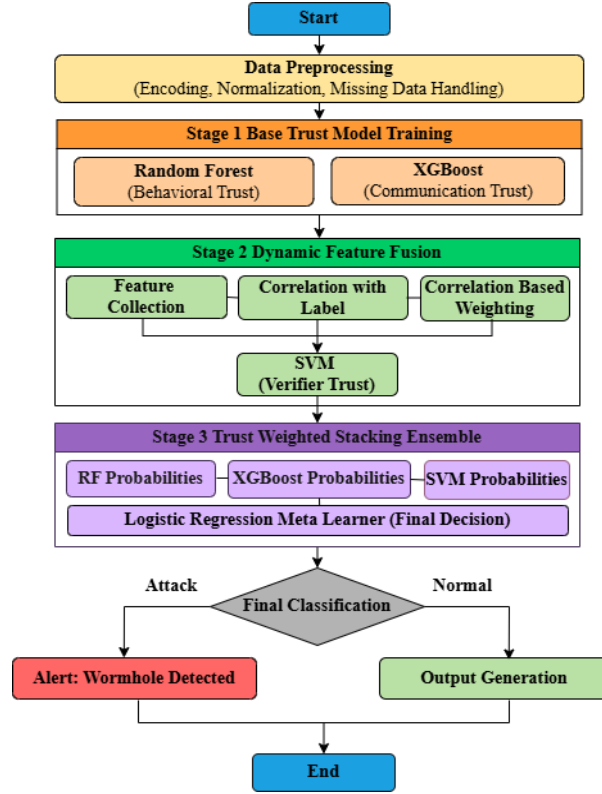 Start
Data Preprocessing
(Encoding, Normalization, Missing Data Handling)
Stage 1 Base Trust Model Training
Random Forest
(Behavioral Trust)
XGBoost
(Communication Trust)
Stage 2 Dynamic Feature Fusion
Feature
Collection
Correlation with
Label
Correlation Based
Weighting
SVM
(Verifier Trust)
Stage 3 Trust Weighted Stacking Ensemble
RF Probabilities
XGBoost Probabilities
SVM Probabilities
Logistic Regression Meta Learner (Final Decision)
Attack
Normal
Final Classification
Alert: Wormhole Detected
Output Generation
End